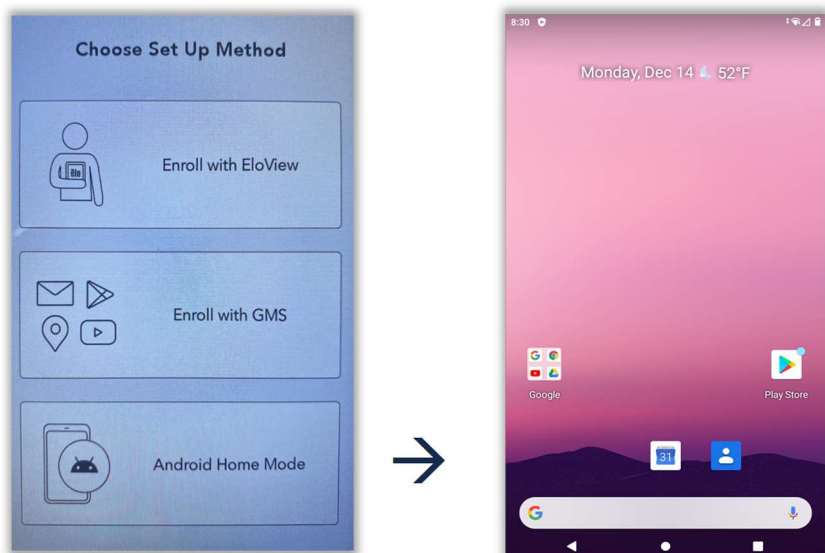 Choose Set Up Method
Elo
Enroll with EloView
Enroll with GMS
Android Home Mode
8:30
Monday, Dec 14 52°F
Google
Play Store
31
G